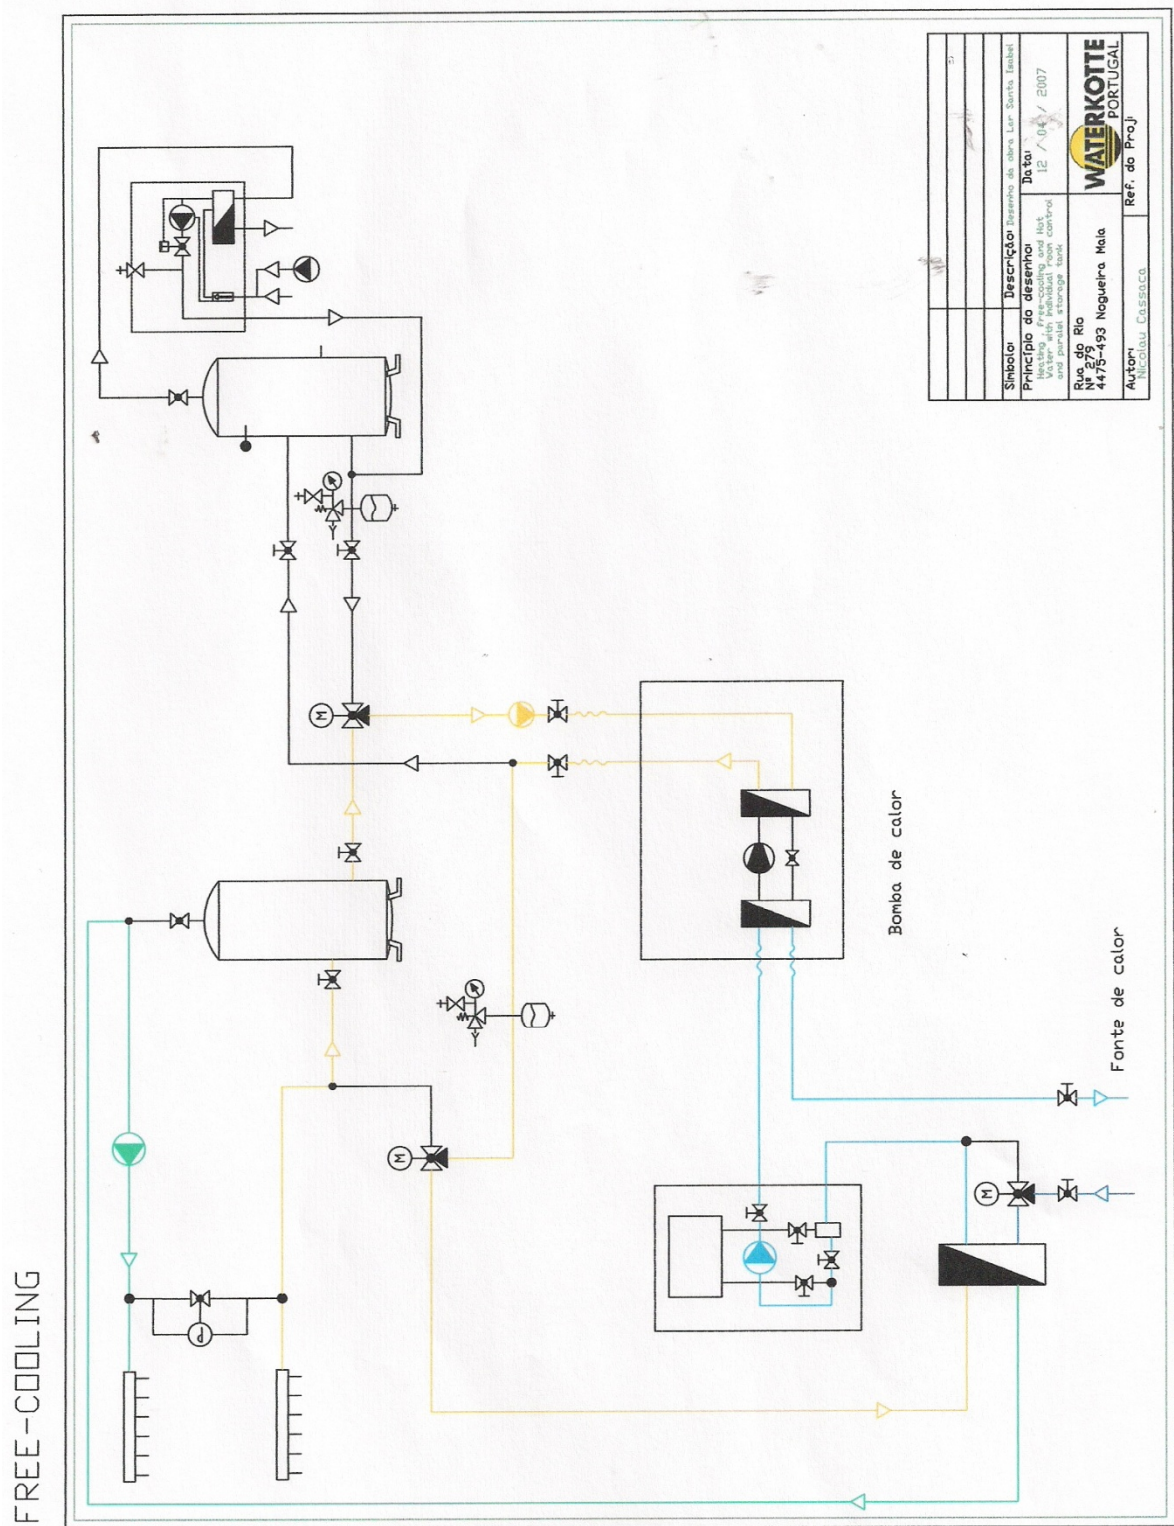 FREE-COOLING
M
M
M
P
Bomba de calor
Fonte de calor
Símbolo:
Descrição: Desenho da obra Lar Santa Isabel
Princípio do desenho:
Heating, Free-cooling and Hot
Water with individual room control
and paralel storage tank
Data:
12 / 04 / 2007
Rua do Rio
Nº 279
4475-493 Nogueira Maia
WATERKOTTE
PORTUGAL
Autor:
Nicolau Cassaca
Ref. do Proj: